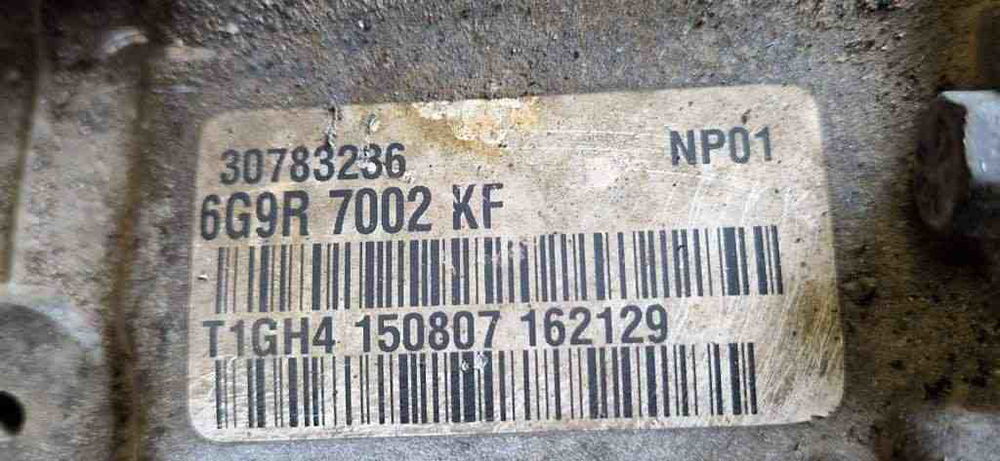 30783236 NP01
6G9R 7002 KF
T1GH4 150807 162129